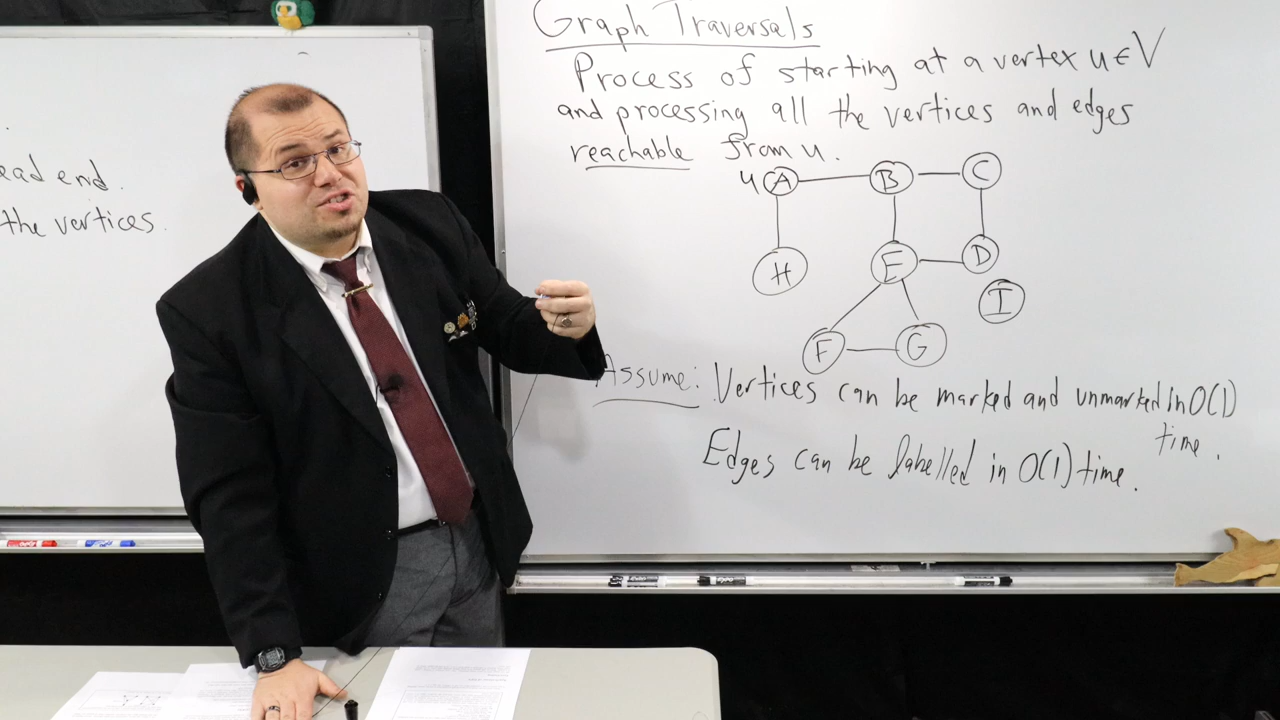 ead end.
the vertices.
Graph Traversals
Process of starting at a vertex u ∈ V
and processing all the vertices and edges
reachable from u.
u A B C
H E D
I
F G
Assume: Vertices can be marked and unmarked in O(1)
time.
Edges can be labelled in O(1) time.